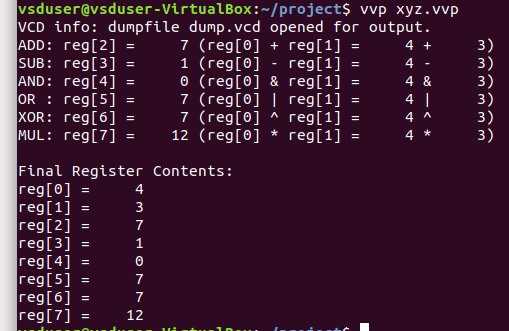 vsduser@vsduser-VirtualBox:~/project$ vvp xyz.vvp
VCD info: dumpfile dump.vcd opened for output.
ADD: reg[2] =     7 (reg[0] + reg[1] =     4 +     3)
SUB: reg[3] =     1 (reg[0] - reg[1] =     4 -     3)
AND: reg[4] =     0 (reg[0] & reg[1] =     4 &     3)
OR : reg[5] =     7 (reg[0] | reg[1] =     4 |     3)
XOR: reg[6] =     7 (reg[0] ^ reg[1] =     4 ^     3)
MUL: reg[7] =    12 (reg[0] * reg[1] =     4 *     3)

Final Register Contents:
reg[0] =     4
reg[1] =     3
reg[2] =     7
reg[3] =     1
reg[4] =     0
reg[5] =     7
reg[6] =     7
reg[7] =    12
vsduser@vsduser-VirtualBox:~/project$